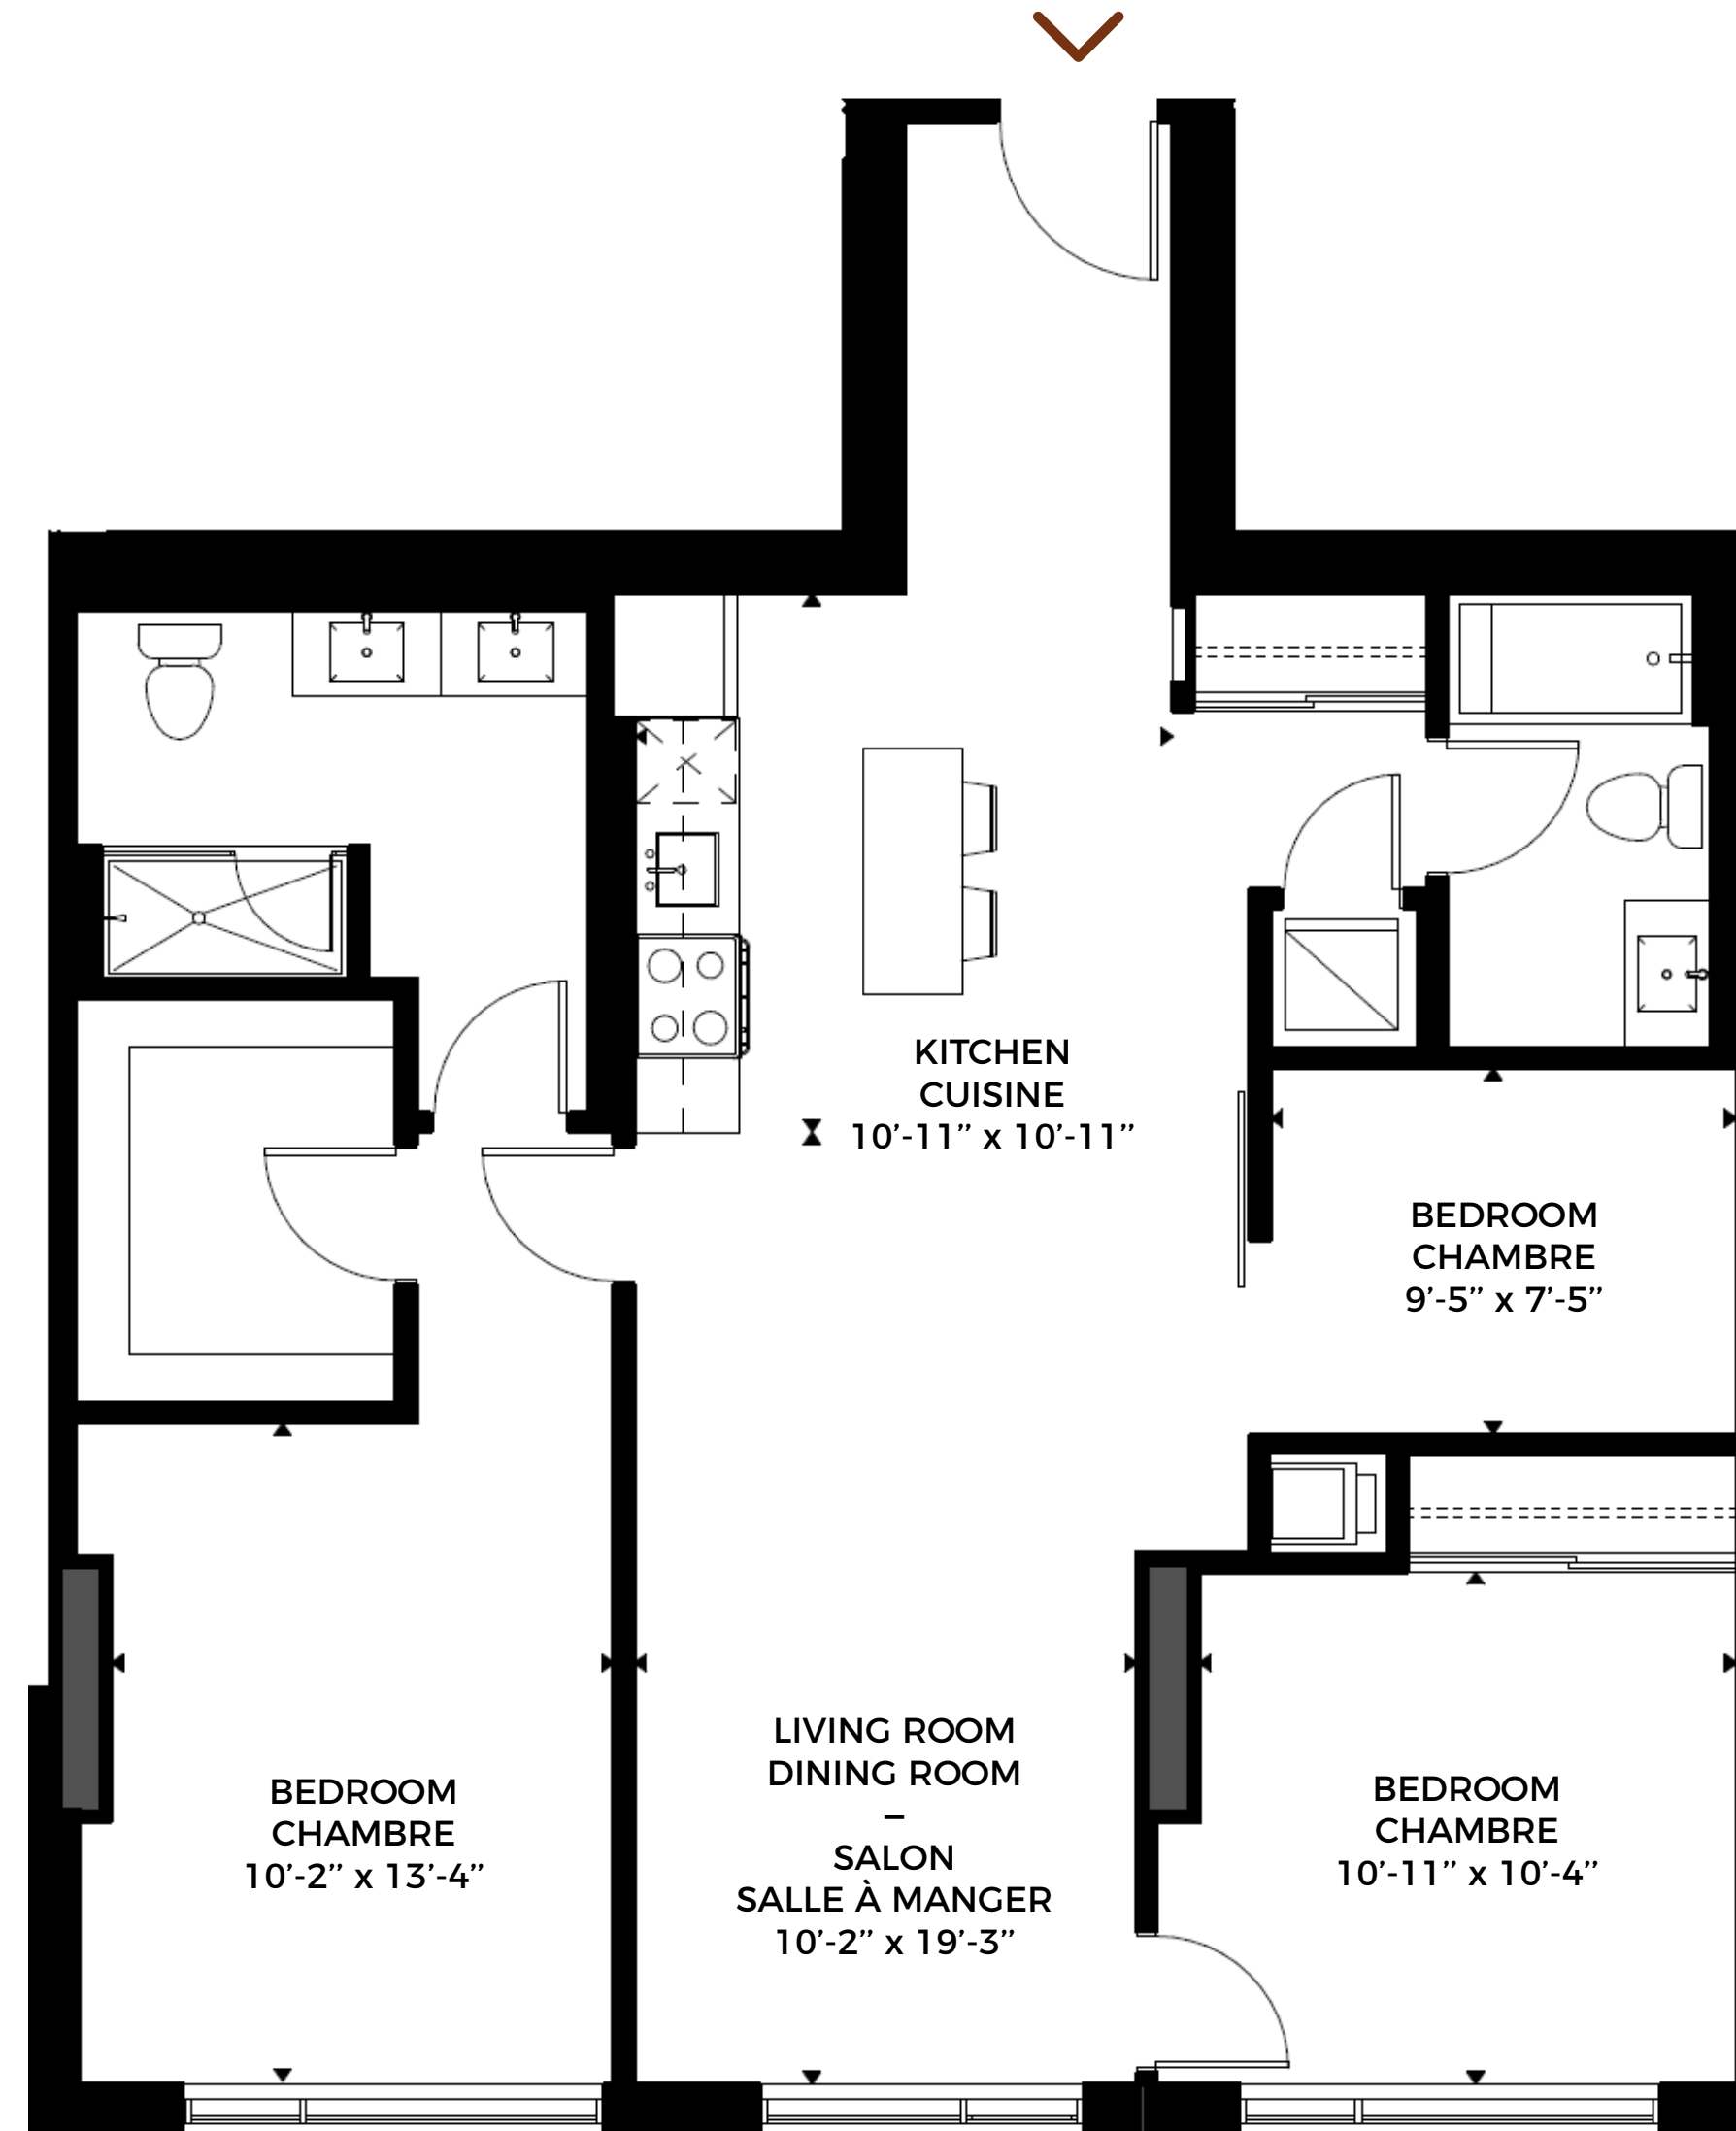 KITCHEN
CUISINE
10’-11” x 10’-11”
BEDROOM
CHAMBRE
9’-5” x 7’-5”
LIVING ROOM
DINING ROOM
–
SALON
SALLE À MANGER
10’-2” x 19’-3”
BEDROOM
CHAMBRE
10’-2” x 13’-4”
BEDROOM
CHAMBRE
10’-11” x 10’-4”